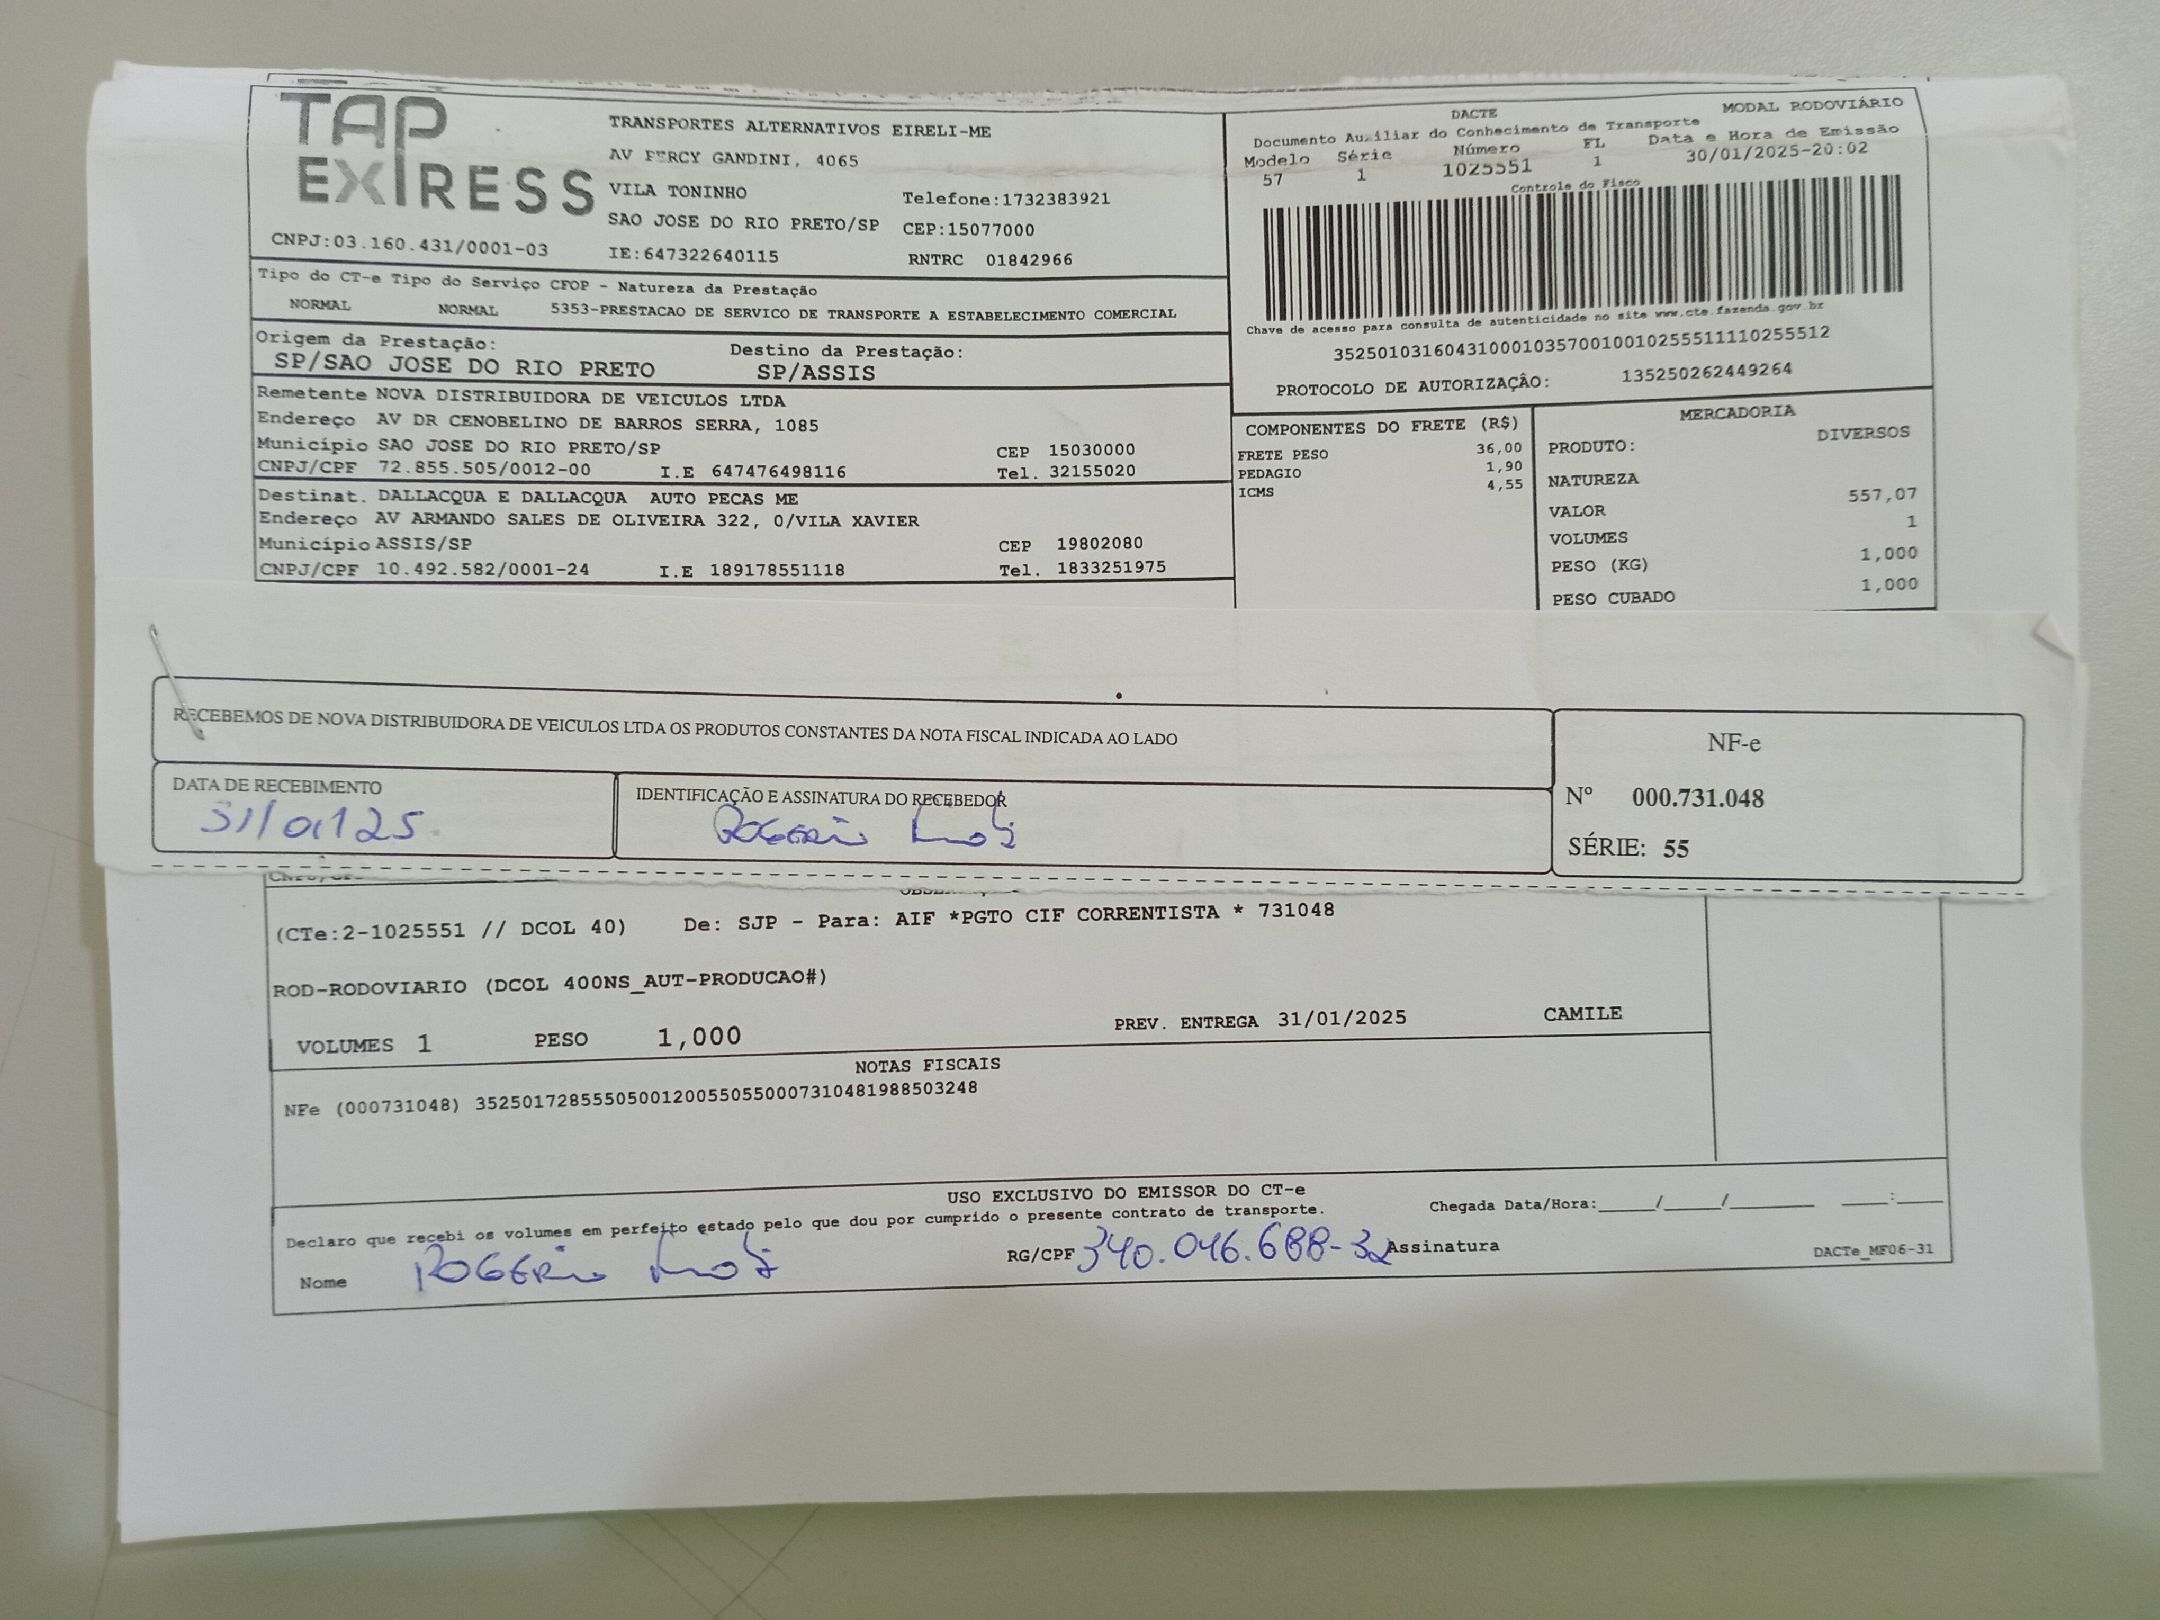 TAP
EXPRESS
TRANSPORTES ALTERNATIVOS EIRELI-ME
AV PERCY GANDINI, 4065
VILA TONINHO
Telefone:1732383921
SAO JOSE DO RIO PRETO/SP CEP:15077000
CNPJ:03.160.431/0001-03 IE:647322640115 RNTRC 01842966
DACTE MODAL RODOVIÁRIO
Documento Auxiliar do Conhecimento de Transporte
Modelo Série Número FL Data e Hora de Emissão
57 1 1025551 1 30/01/2025-20:02
Controle do Fisco
Chave de acesso para consulta de autenticidade no site www.cte.fazenda.gov.br
35250103160431000103570010010255511110255512
PROTOCOLO DE AUTORIZAÇÂO: 135250262449264
Tipo do CT-e Tipo do Serviço CFOP - Natureza da Prestação
NORMAL NORMAL 5353-PRESTACAO DE SERVICO DE TRANSPORTE A ESTABELECIMENTO COMERCIAL
Origem da Prestação: Destino da Prestação:
SP/SAO JOSE DO RIO PRETO SP/ASSIS
Remetente NOVA DISTRIBUIDORA DE VEICULOS LTDA
Endereço AV DR CENOBELINO DE BARROS SERRA, 1085
Município SAO JOSE DO RIO PRETO/SP CEP 15030000
CNPJ/CPF 72.855.505/0012-00 I.E 647476498116 Tel. 32155020
Destinat. DALLACQUA E DALLACQUA AUTO PECAS ME
Endereço AV ARMANDO SALES DE OLIVEIRA 322, 0/VILA XAVIER
Município ASSIS/SP CEP 19802080
CNPJ/CPF 10.492.582/0001-24 I.E 189178551118 Tel. 1833251975
COMPONENTES DO FRETE (R$)
FRETE PESO 36,00
PEDAGIO 1,90
ICMS 4,55
MERCADORIA
PRODUTO: DIVERSOS
NATUREZA
VALOR 557,07
VOLUMES 1
PESO (KG) 1,000
PESO CUBADO 1,000
RECEBEMOS DE NOVA DISTRIBUIDORA DE VEICULOS LTDA OS PRODUTOS CONSTANTES DA NOTA FISCAL INDICADA AO LADO
DATA DE RECEBIMENTO
31/01/25
IDENTIFICAÇÃO E ASSINATURA DO RECEBEDOR
ROGERIO
NF-e
Nº 000.731.048
SÉRIE: 55
(CTe:2-1025551 // DCOL 40) De: SJP - Para: AIF *PGTO CIF CORRENTISTA * 731048
ROD-RODOVIARIO (DCOL 400NS_AUT-PRODUCAO#)
VOLUMES 1 PESO 1,000 PREV. ENTREGA 31/01/2025 CAMILE
NOTAS FISCAIS
NFe (000731048) 35250172855505001200550550007310481988503248
USO EXCLUSIVO DO EMISSOR DO CT-e
Declaro que recebi os volumes em perfeito estado pelo que dou por cumprido o presente contrato de transporte.
Chegada Data/Hora:_____/_____/_______ ____:____
Nome ROGERIO RG/CPF 340.046.688-32 Assinatura
DACTe_MF06-31